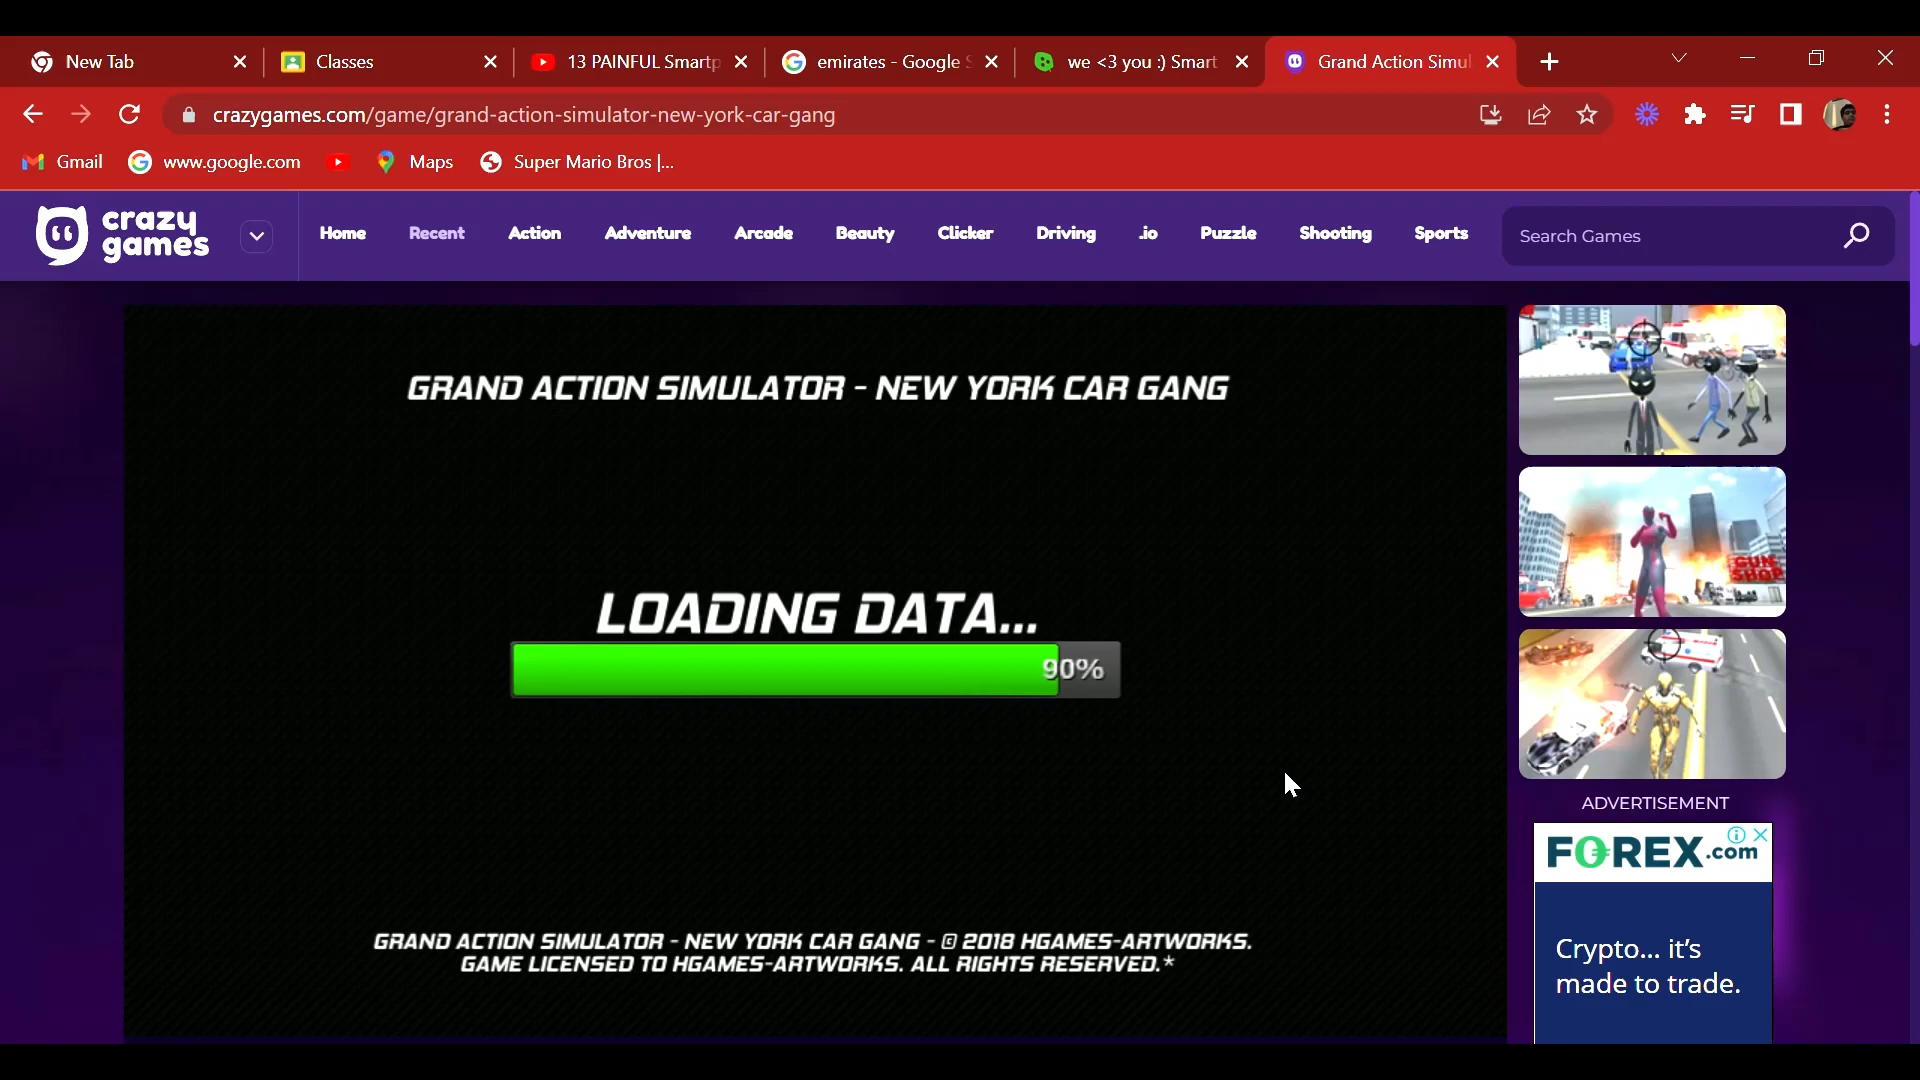 New Tab
Classes
13 PAINFUL Smartp
emirates - Google S
we <3 you :) Smart
Grand Action Simul
crazygames.com/game/grand-action-simulator-new-york-car-gang
Gmail
www.google.com
Maps
Super Mario Bros |...
crazy games
Home
Recent
Action
Adventure
Arcade
Beauty
Clicker
Driving
.io
Puzzle
Shooting
Sports
Search Games
GRAND ACTION SIMULATOR - NEW YORK CAR GANG
LOADING DATA...
90%
GRAND ACTION SIMULATOR - NEW YORK CAR GANG - © 2018 HGAMES-ARTWORKS.
GAME LICENSED TO HGAMES-ARTWORKS. ALL RIGHTS RESERVED.*
GUN
SHOP
ADVERTISEMENT
FOREX.com
Crypto... it's
made to trade.